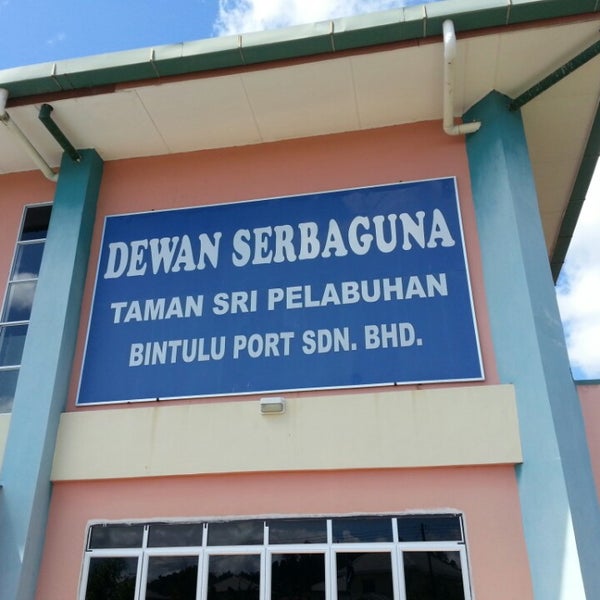 DEWAN SERBAGUNA
TAMAN SRI PELABUHAN
BINTULU PORT SDN. BHD.